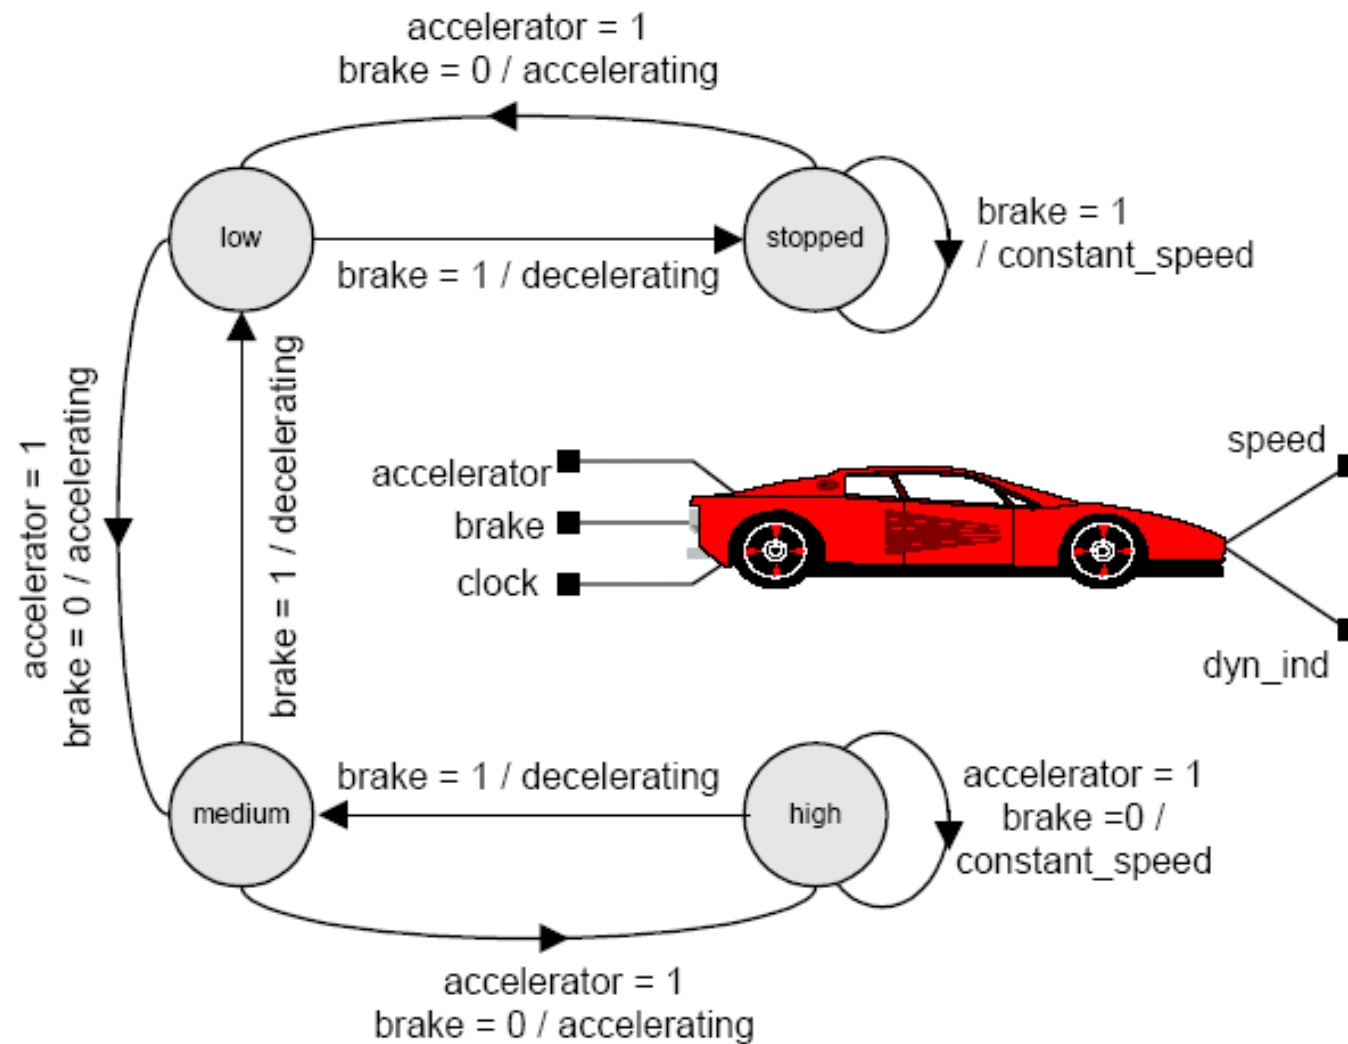 accelerator = 1
brake = 0 / accelerating
low
stopped
brake = 1
/ constant_speed
brake = 1 / decelerating
accelerator = 1
brake = 0 / accelerating
brake = 1 / decelerating
accelerator
brake
clock
speed
dyn_ind
medium
brake = 1 / decelerating
high
accelerator = 1
brake =0 /
constant_speed
accelerator = 1
brake = 0 / accelerating